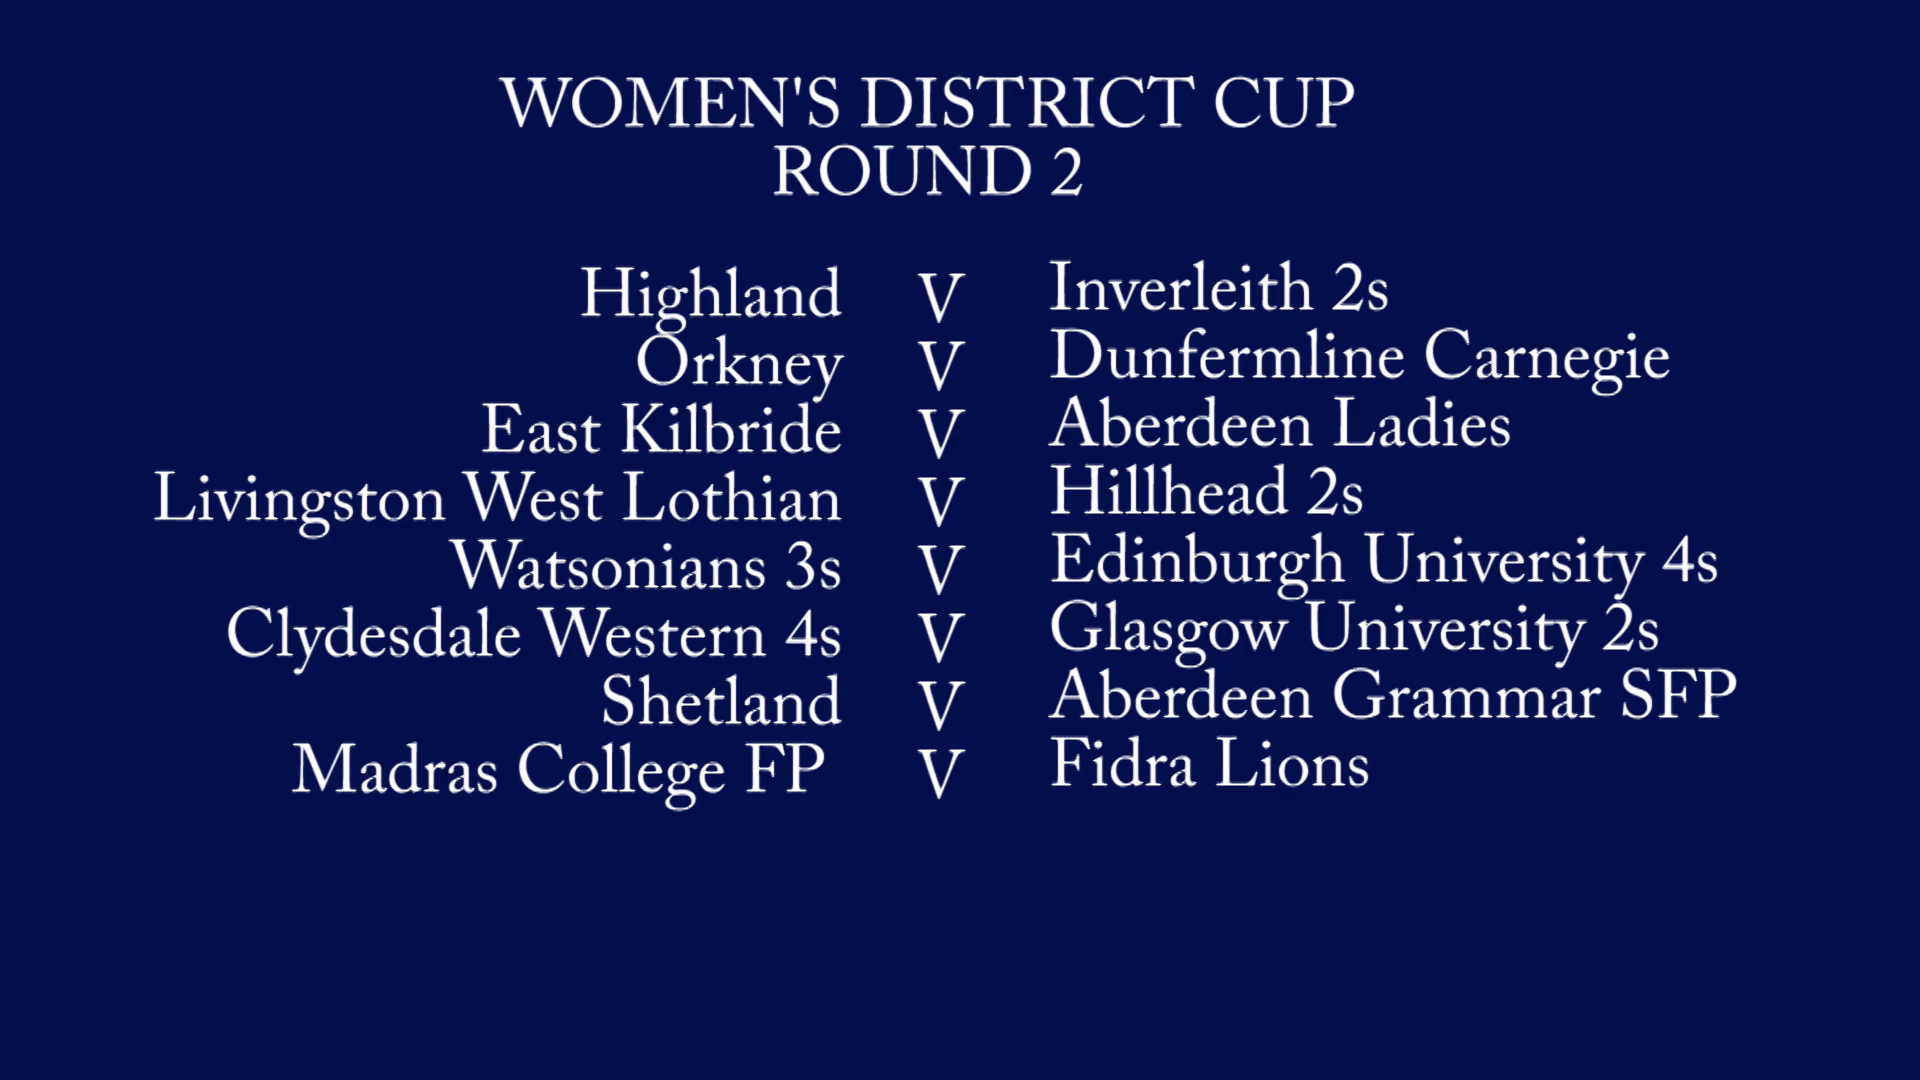 WOMEN'S DISTRICT CUP
ROUND 2
Highland V Inverleith 2s
Orkney V Dunfermline Carnegie
East Kilbride V Aberdeen Ladies
Livingston West Lothian V Hillhead 2s
Watsonians 3s V Edinburgh University 4s
Clydesdale Western 4s V Glasgow University 2s
Shetland V Aberdeen Grammar SFP
Madras College FP V Fidra Lions